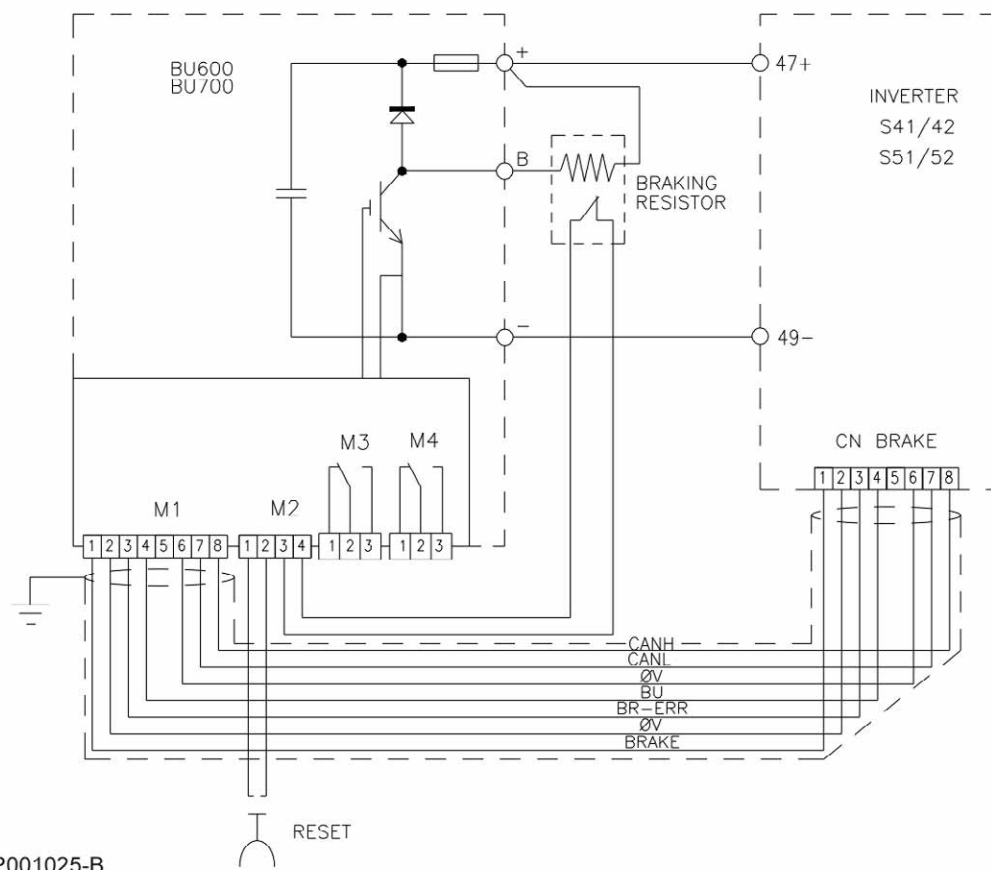 BU600
BU700
+
47+
INVERTER
S41/42
S51/52
B
BRAKING
RESISTOR
-
49-
CN BRAKE
1 2 3 4 5 6 7 8
M3
M4
M1
M2
1 2 3 4 5 6 7 8
1 2 3 4
1 2 3
1 2 3
CANH
CANL
ØV
BU
BR-ERR
ØV
BRAKE
RESET
2001025-B